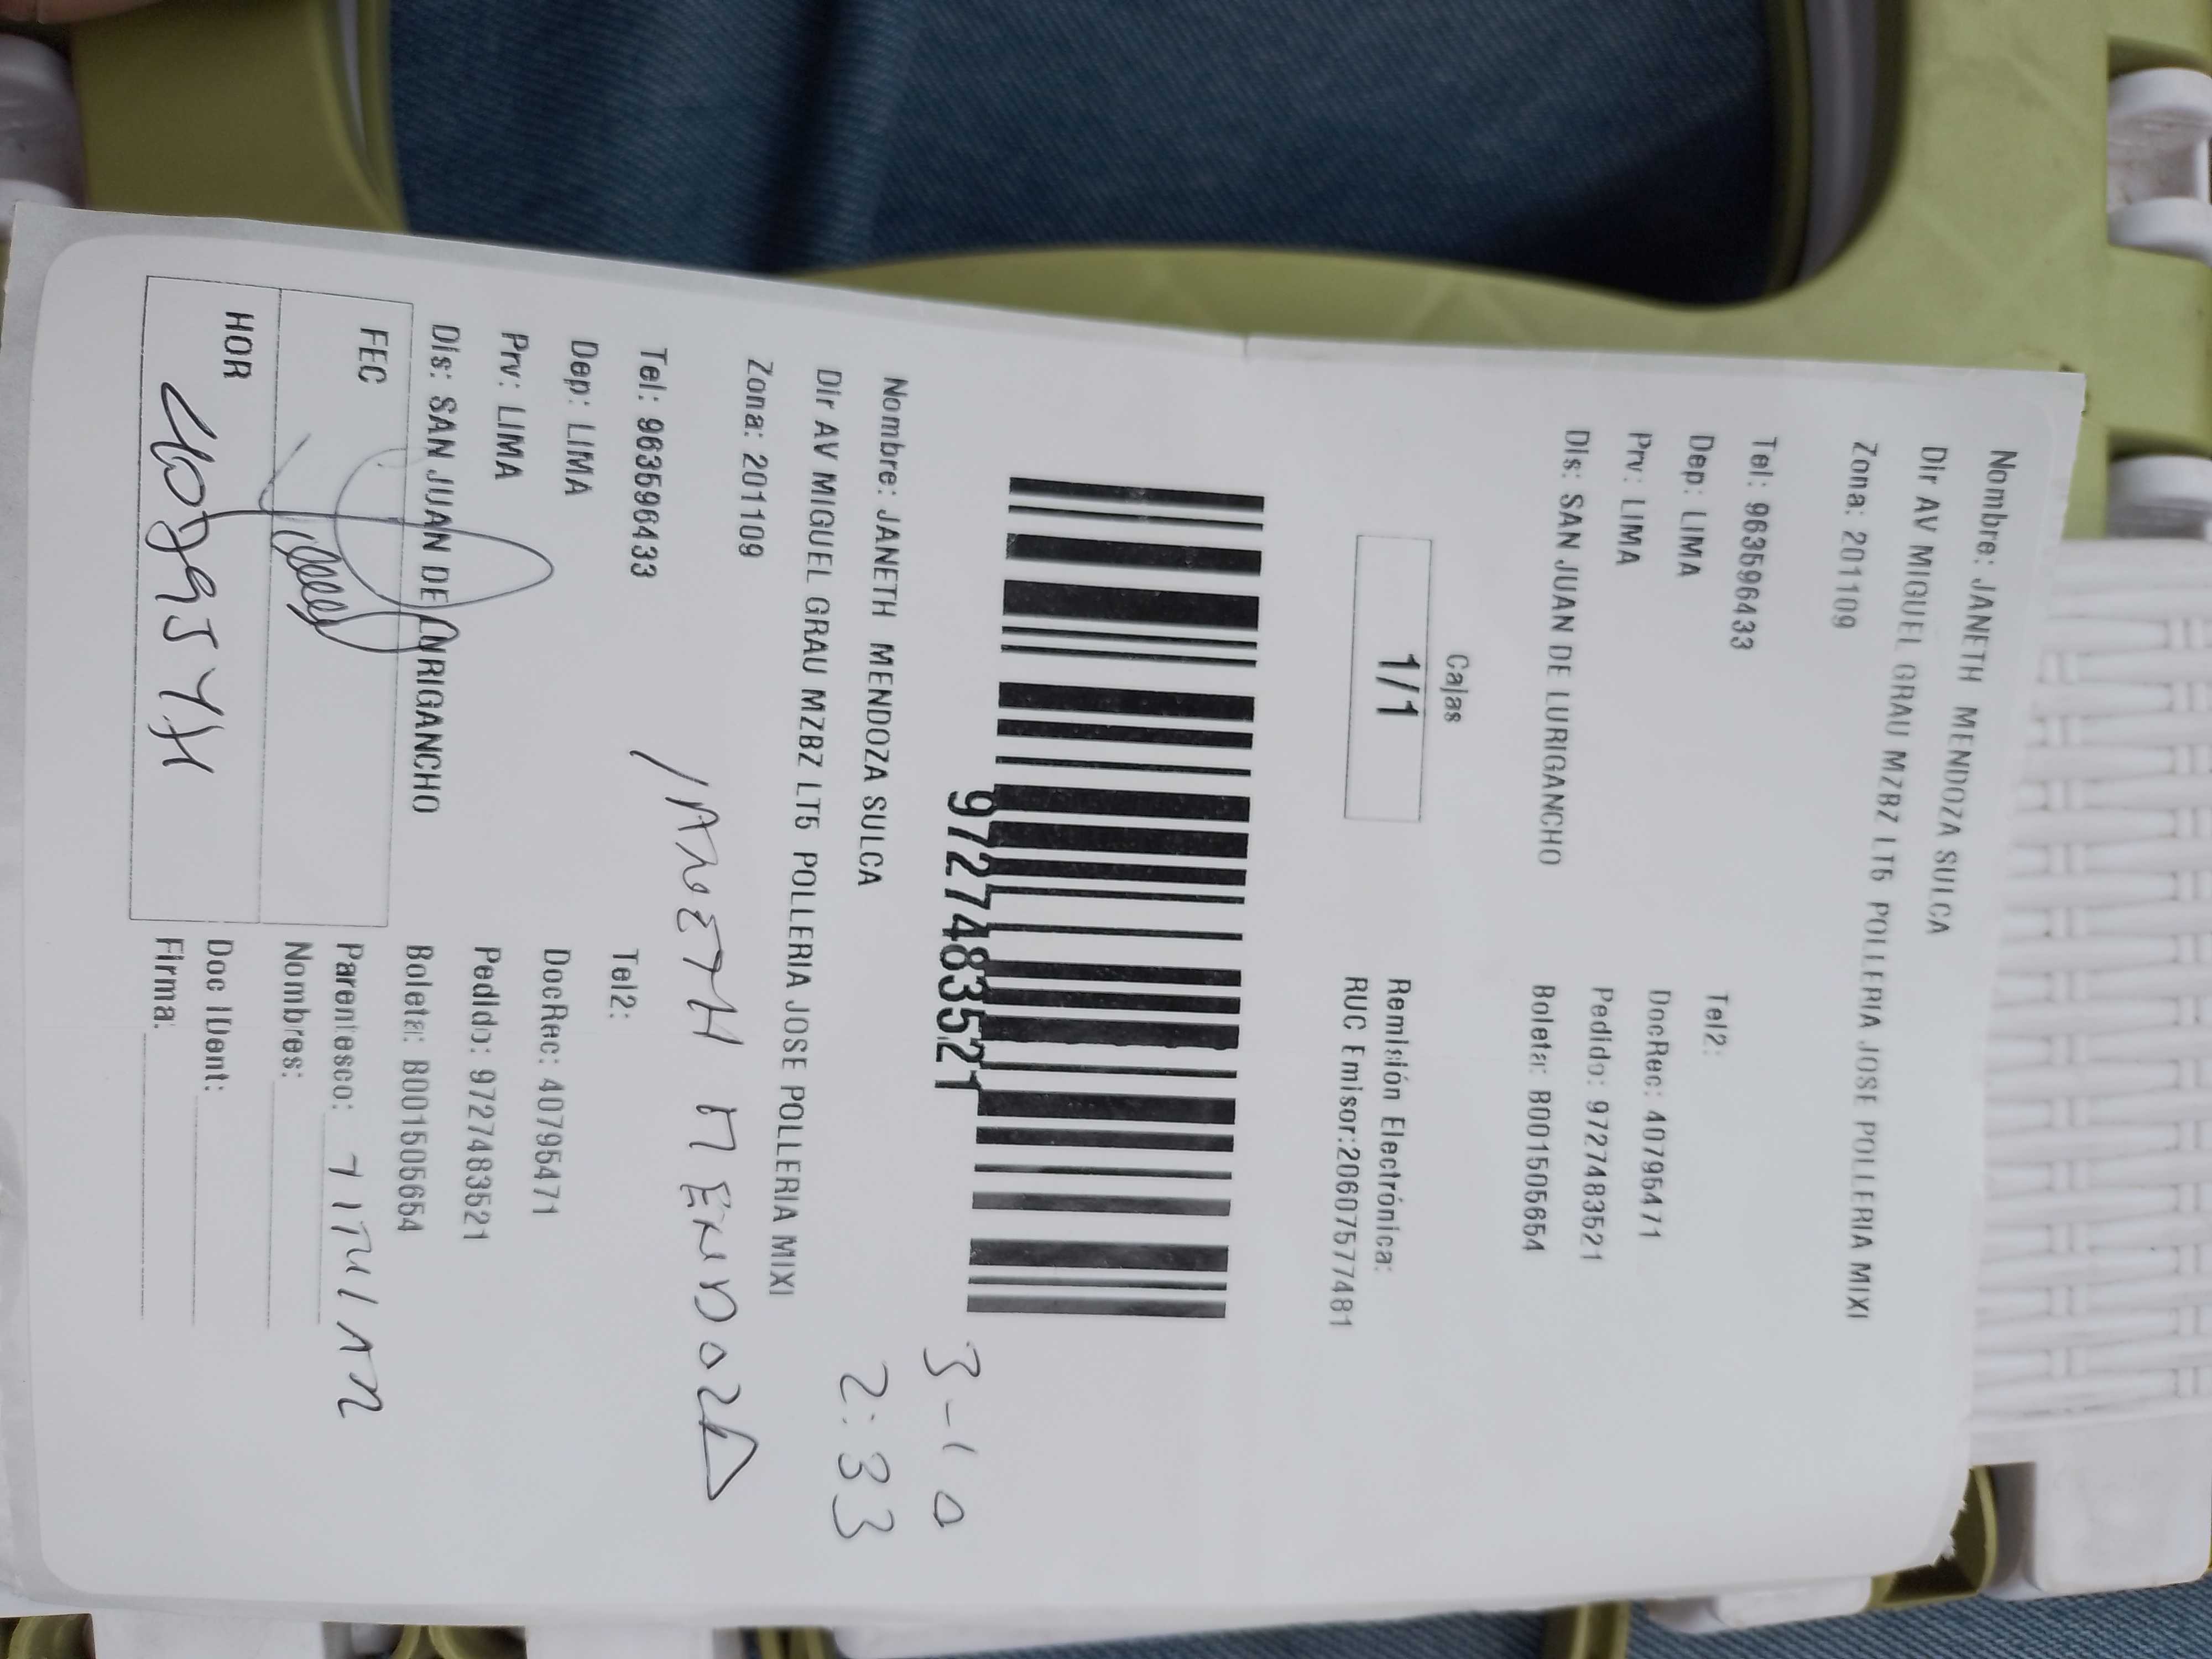 Nombre: JANETH MENDOZA SULCA
Dir AV MIGUEL GRAU MZBZ LT5 POLLERIA JOSE POLLERIA MIXI
Zona: 201109
Tel: 963596433
Tel2:
Dep: LIMA
DocRec: 40795471
Prv: LIMA
Pedido: 9727483521
Dis: SAN JUAN DE LURIGANCHO
Boleta: B001505654
Cajas
1/1
Remisión Electrónica:
RUC Emisor:20607577481
9727483521
3-10
2:33
Nombre: JANETH MENDOZA SULCA
Dir AV MIGUEL GRAU MZBZ LT5 POLLERIA JOSE POLLERIA MIXI
Zona: 201109
JANETH MENDOZA
Tel: 963596433
Tel2:
Dep: LIMA
DocRec: 40795471
Prv: LIMA
Pedido: 9727483521
Dis: SAN JUAN DE LURIGANCHO
Boleta: B001505654
FEC
Parentesco: TITULAR
Nombres:
HOR
40795471
Doc IDent:
Firma: